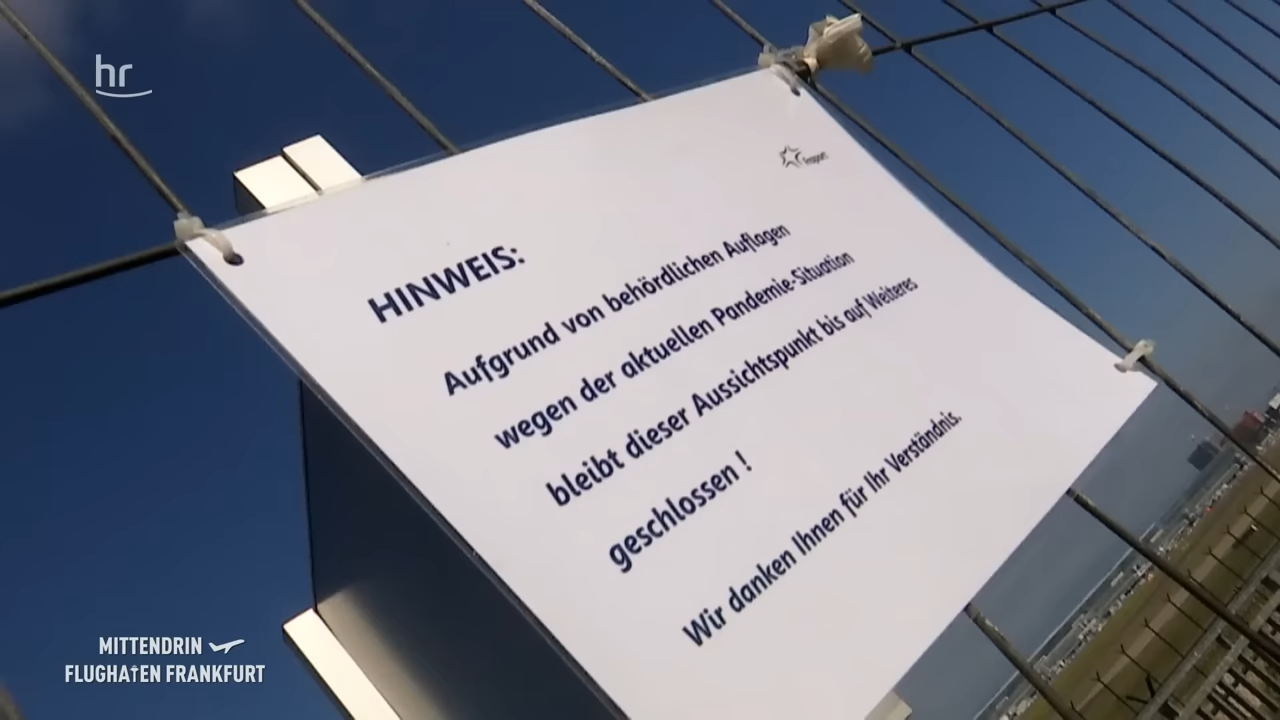 hr
fraport
HINWEIS:
Aufgrund von behördlichen Auflagen
wegen der aktuellen Pandemie-Situation
bleibt dieser Aussichtspunkt bis auf Weiteres
geschlossen !
Wir danken Ihnen für Ihr Verständnis.
MITTENDRIN
FLUGHAFEN FRANKFURT